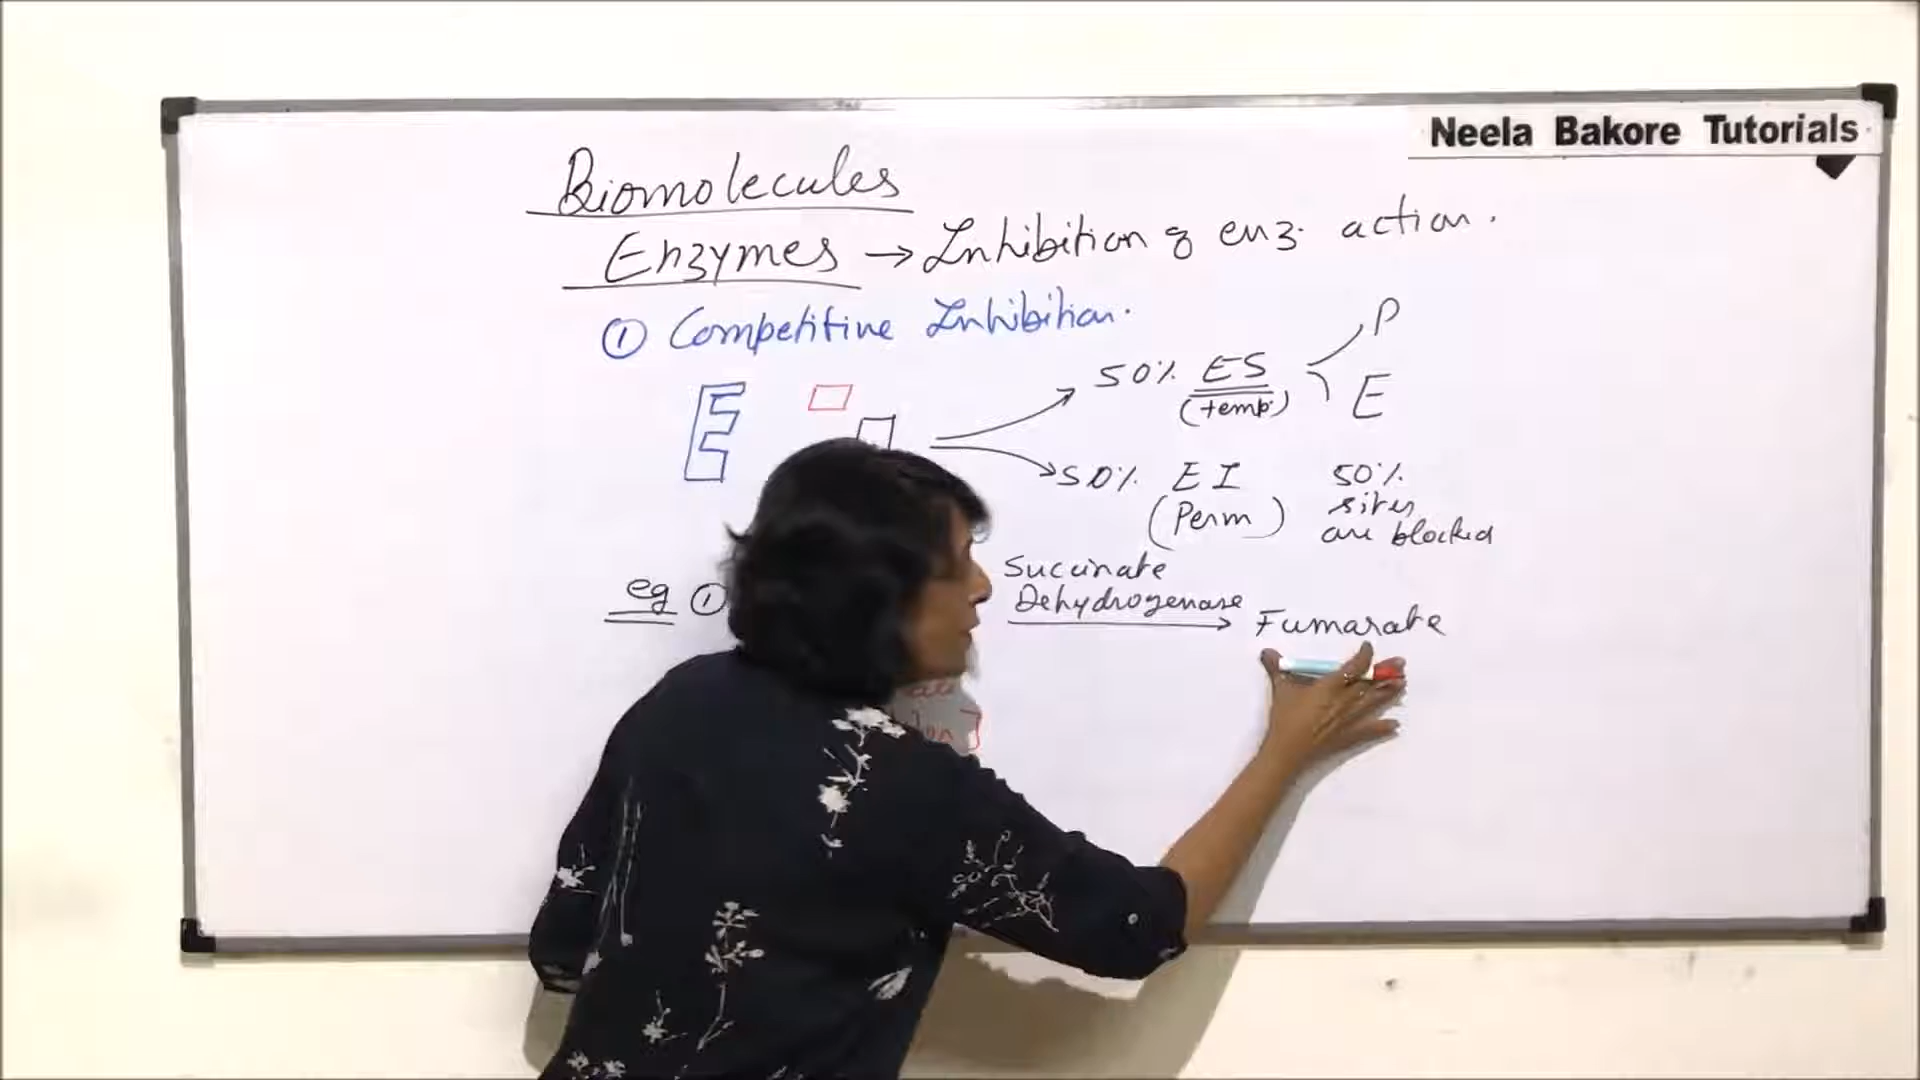 Neela Bakore Tutorials
Biomolecules
Enzymes → Inhibition of enz. action.
① Competitive Inhibition.
P
50% ES
(temp.)
E
50% EI
(Perm)
50%
sites
are blocked
eg ①
Succinate
Dehydrogenase
Fumarate